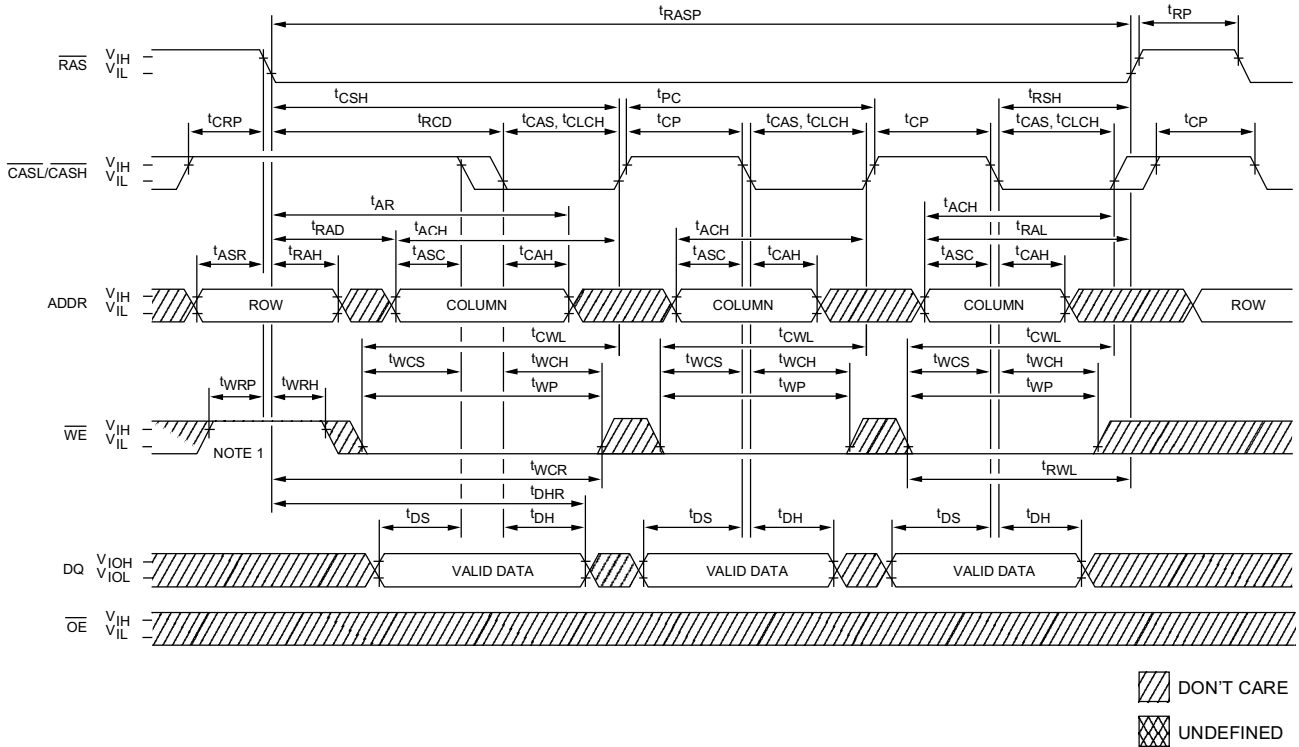 tRASP tRP
RAS VIH
VIL
tCSH tPC tRSH
tCRP tRCD tCAS, tCLCH tCP tCAS, tCLCH tCP tCAS, tCLCH tCP
CASL/CASH VIH
VIL
tAR tACH
tRAD tACH tACH tRAL
tASR tRAH tASC tCAH tASC tCAH tASC tCAH
ADDR VIH
VIL ROW COLUMN COLUMN COLUMN ROW
tCWL tCWL tCWL
tWCS tWCH tWCS tWCH tWCS tWCH
tWRP tWRH tWP tWP tWP
WE VIH
VIL
NOTE 1
tWCR tRWL
tDHR
tDS tDH tDS tDH tDS tDH
DQ VIOH
VIOL VALID DATA VALID DATA VALID DATA
OE VIH
VIL
DON'T CARE
UNDEFINED